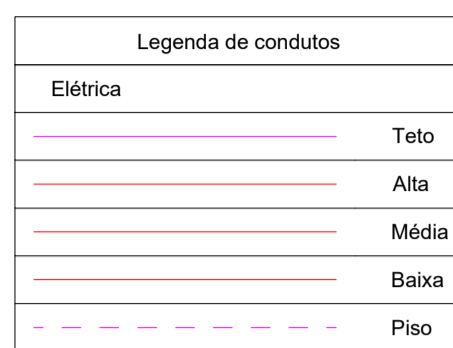 Legenda de condutos
Elétrica
Teto
Alta
Média
Baixa
Piso